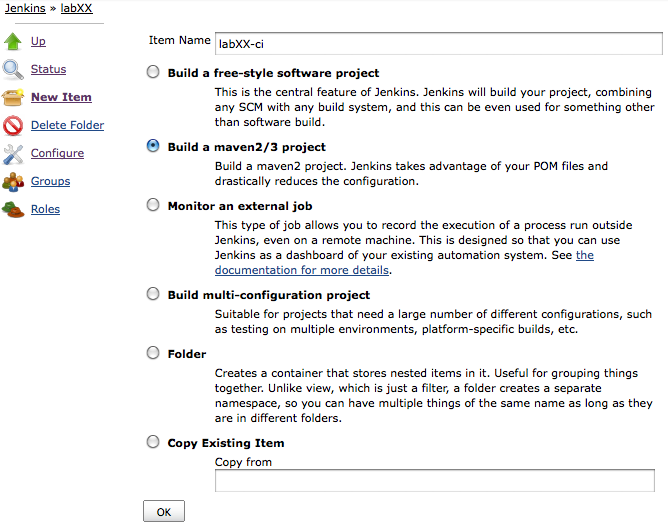 Jenkins » labXX
Up
Status
New Item
Delete Folder
Configure
Groups
Roles
Item Name labXX-ci
Build a free-style software project
This is the central feature of Jenkins. Jenkins will build your project, combining
any SCM with any build system, and this can be even used for something other
than software build.
Build a maven2/3 project
Build a maven2 project. Jenkins takes advantage of your POM files and
drastically reduces the configuration.
Monitor an external job
This type of job allows you to record the execution of a process run outside
Jenkins, even on a remote machine. This is designed so that you can use
Jenkins as a dashboard of your existing automation system. See the
documentation for more details.
Build multi-configuration project
Suitable for projects that need a large number of different configurations, such
as testing on multiple environments, platform-specific builds, etc.
Folder
Creates a container that stores nested items in it. Useful for grouping things
together. Unlike view, which is just a filter, a folder creates a separate
namespace, so you can have multiple things of the same name as long as they
are in different folders.
Copy Existing Item
Copy from
OK